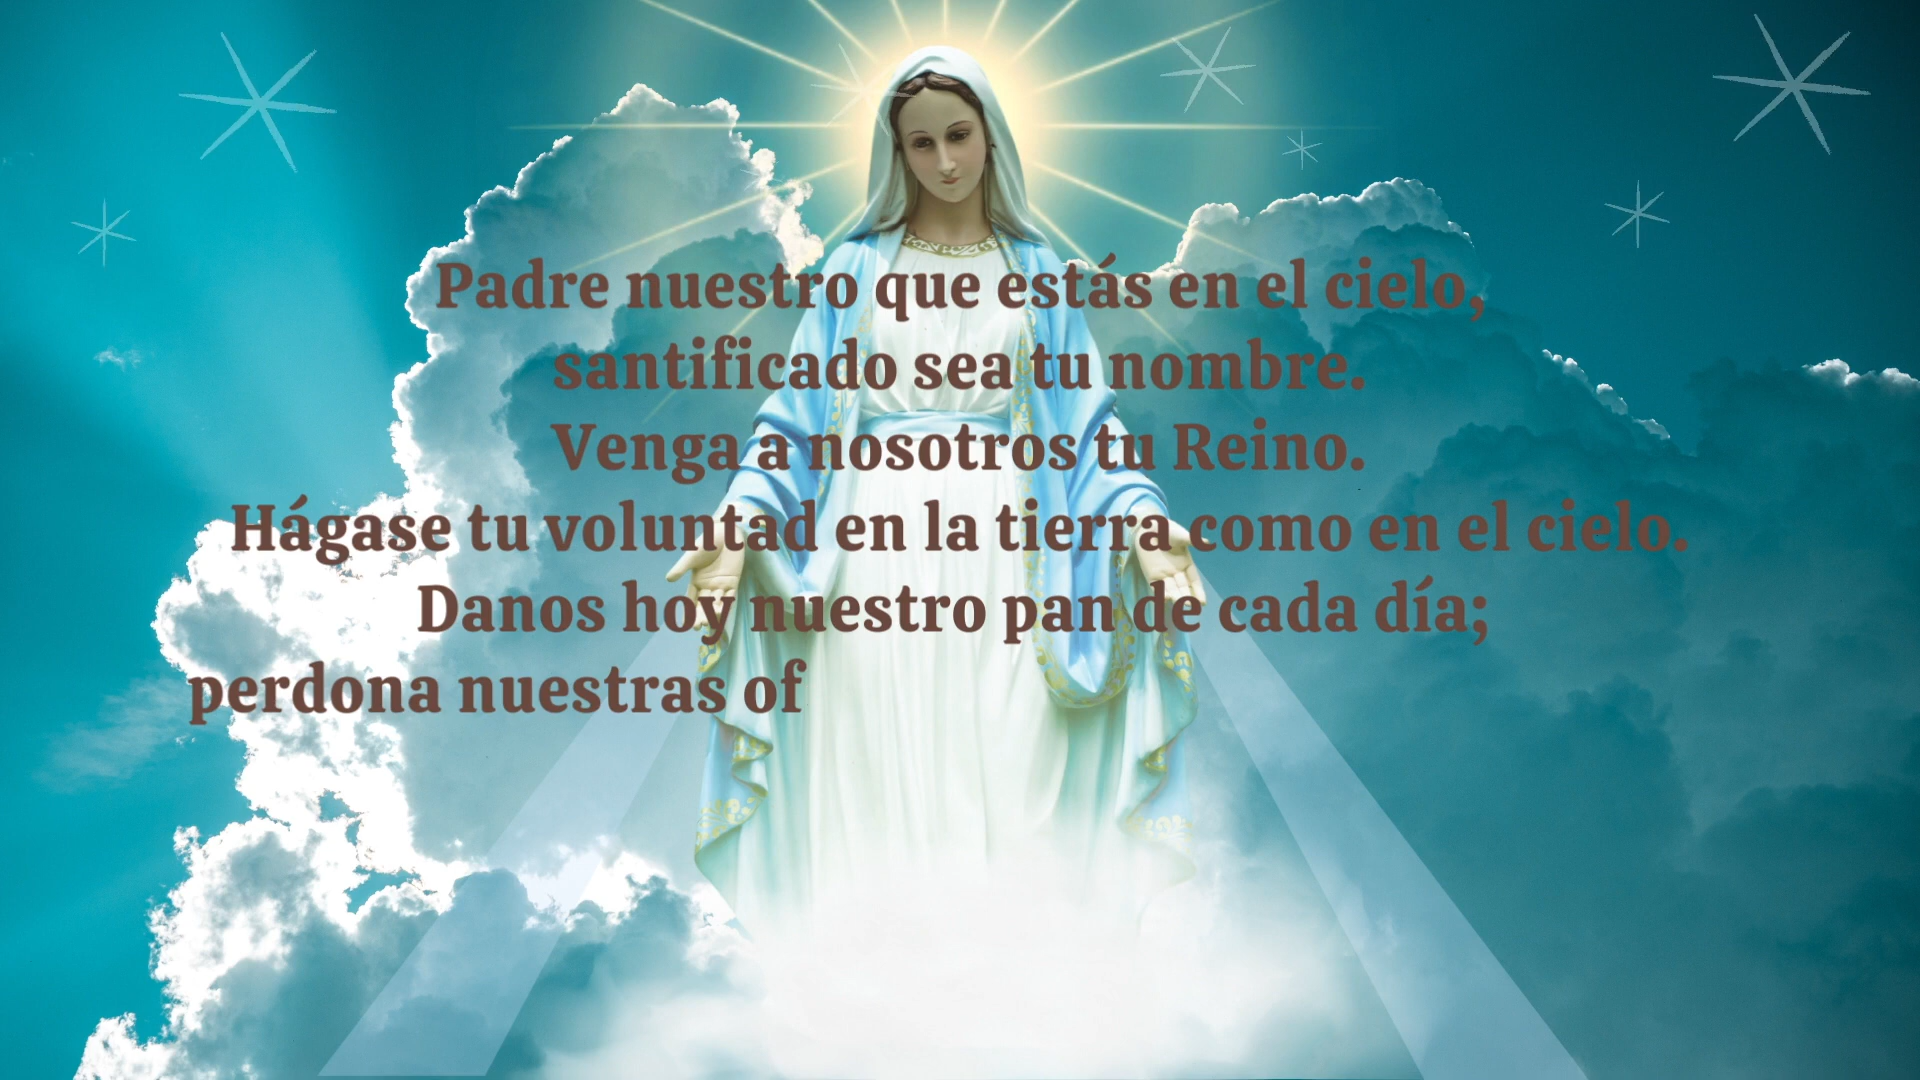 Padre nuestro que estás en el cielo,
santificado sea tu nombre.
Venga a nosotros tu Reino.
Hágase tu voluntad en la tierra como en el cielo.
Danos hoy nuestro pan de cada día;
perdona nuestras of